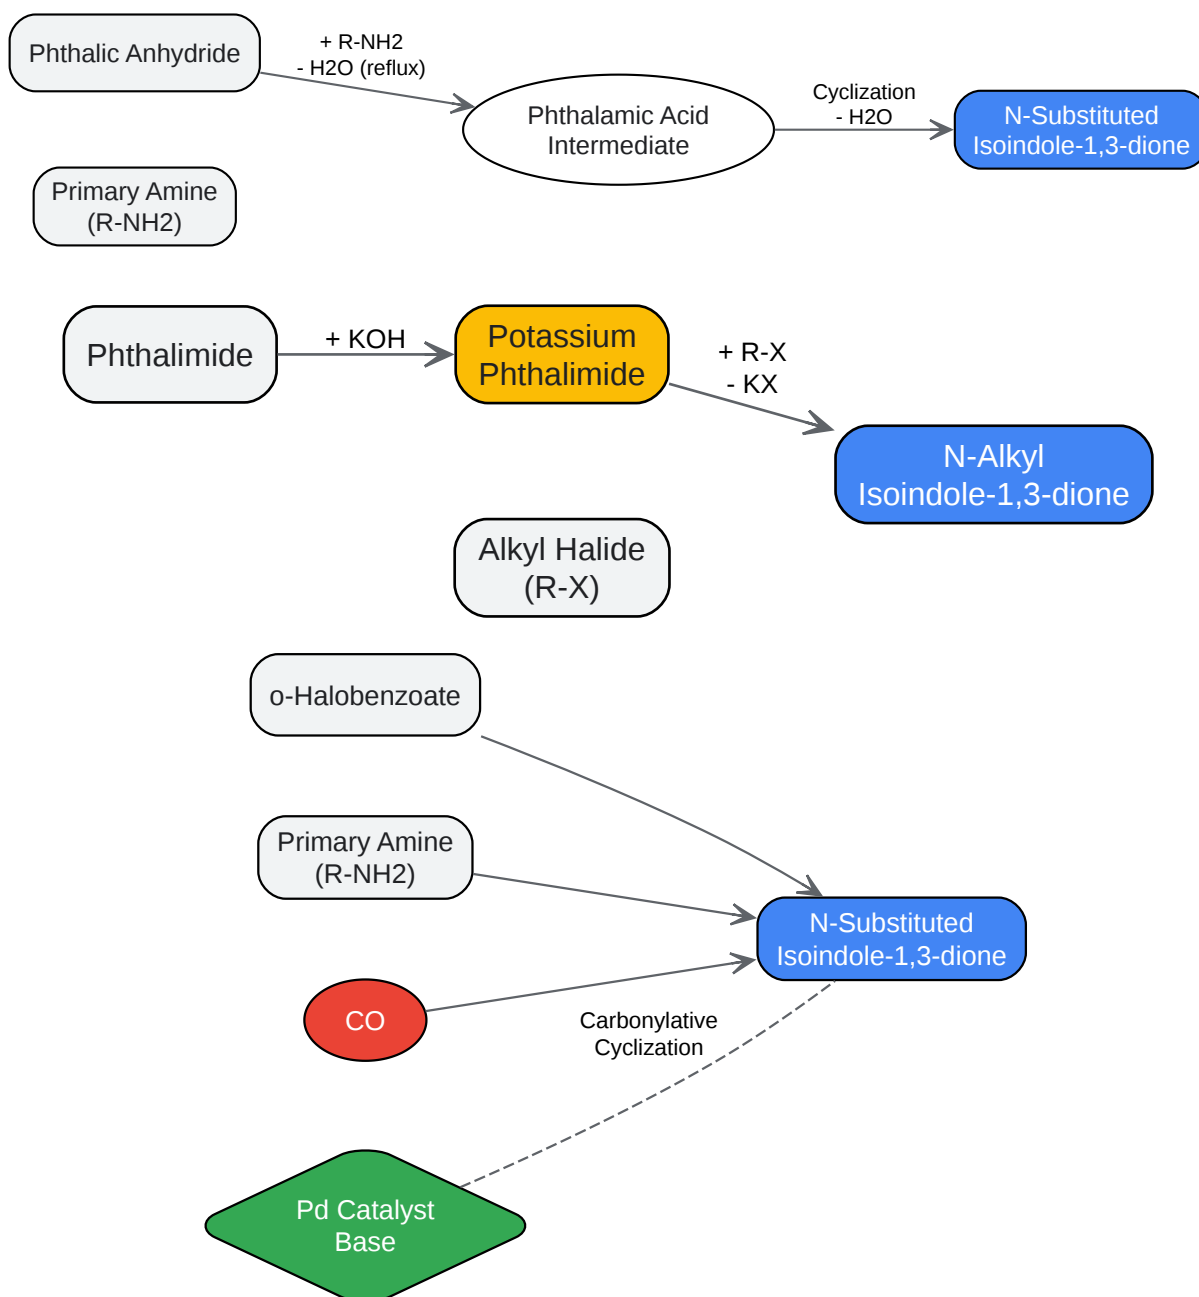 Phthalic Anhydride
+ R-NH2
- H2O (reflux)
Phthalamic Acid
Intermediate
Cyclization
- H2O
N-Substituted
Isoindole-1,3-dione
Primary Amine
(R-NH2)
Phthalimide
+ KOH
Potassium
Phthalimide
+ R-X
- KX
N-Alkyl
Isoindole-1,3-dione
Alkyl Halide
(R-X)
o-Halobenzoate
Primary Amine
(R-NH2)
N-Substituted
Isoindole-1,3-dione
CO
Carbonylative
Cyclization
Pd Catalyst
Base